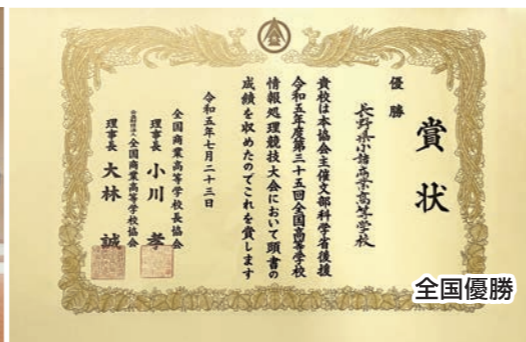 賞状
優勝
長野県小諸商業高等学校
貴校は本協会主催文部科学省後援
令和五年度第三十五回全国高等学校
情報処理競技大会において頭書の
成績を収めたのでこれを賞します
令和五年七月二十三日
全国商業高等学校長協会
理事長 小川 孝
公益財団法人 全国商業高等学校協会
理事長 大林 誠
全国優勝